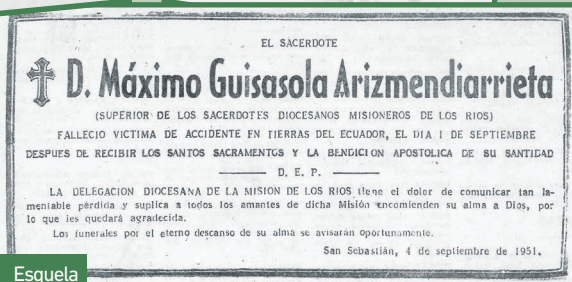 EL SACERDOTE
D. Máximo Guisasola Arizmendiarrieta
(SUPERIOR DE LOS SACERDOTES DIOCESANOS MISIONEROS DE LOS RIOS)
FALLECIO VICTIMA DE ACCIDENTE EN TIERRAS DEL ECUADOR, EL DIA 1 DE SEPTIEMBRE
DESPUES DE RECIBIR LOS SANTOS SACRAMENTOS Y LA BENDICION APOSTOLICA DE SU SANTIDAD
D. E. P.
LA DELEGACION DIOCESANA DE LA MISION DE LOS RIOS tiene el dolor de comunicar tan la-
mentable pérdida y suplica a todos los amantes de dicha Misión encomienden su alma a Dios, por
lo que les quedará agradecida.
Los funerales por el eterno descanso de su alma se avisarán oportunamente.
San Sebastián, 4 de septiembre de 1951.
Esquela